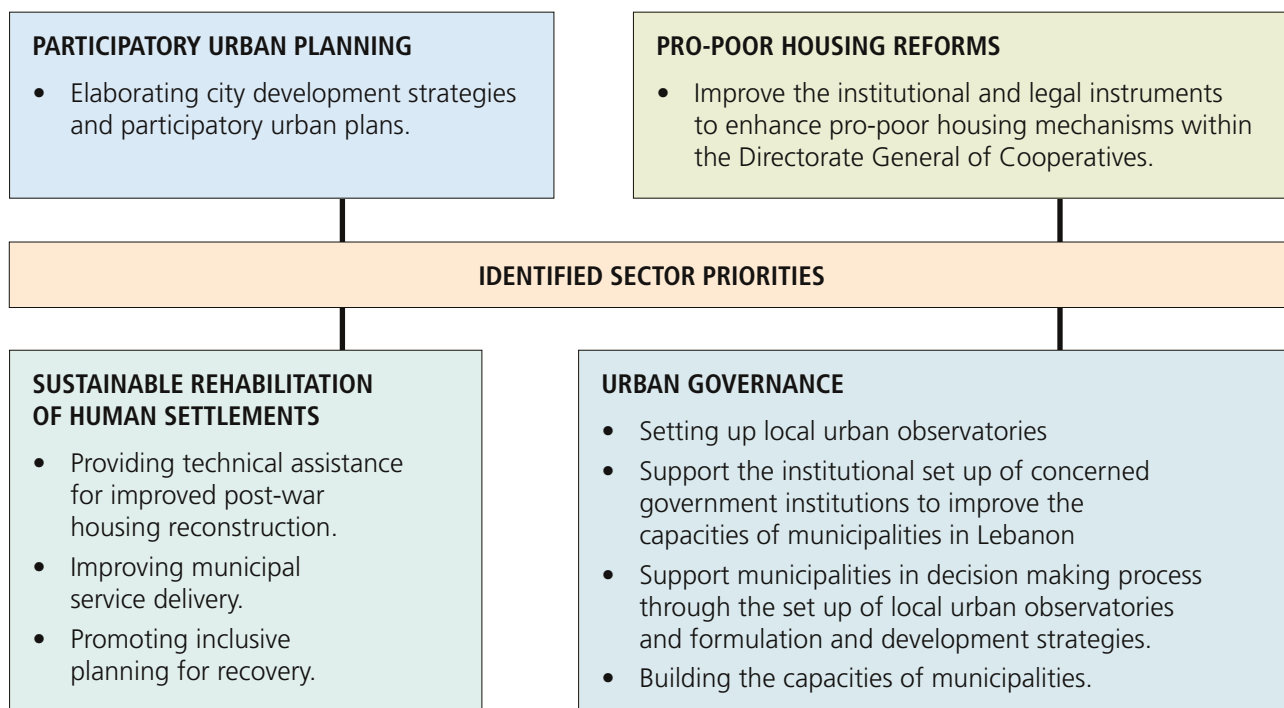 PARTICIPATORY URBAN PLANNING
• Elaborating city development strategies
and participatory urban plans.
PRO-POOR HOUSING REFORMS
• Improve the institutional and legal instruments
to enhance pro-poor housing mechanisms within
the Directorate General of Cooperatives.
IDENTIFIED SECTOR PRIORITIES
SUSTAINABLE REHABILITATION
OF HUMAN SETTLEMENTS
• Providing technical assistance
for improved post-war
housing reconstruction.
• Improving municipal
service delivery.
• Promoting inclusive
planning for recovery.
URBAN GOVERNANCE
• Setting up local urban observatories
• Support the institutional set up of concerned
government institutions to improve the
capacities of municipalities in Lebanon
• Support municipalities in decision making process
through the set up of local urban observatories
and formulation and development strategies.
• Building the capacities of municipalities.